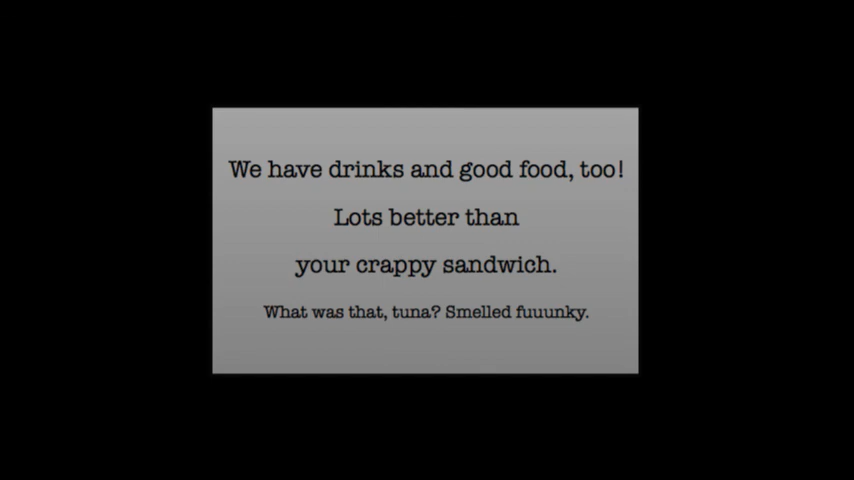 We have drinks and good food, too!
Lots better than
your crappy sandwich.
What was that, tuna? Smelled fuuunky.